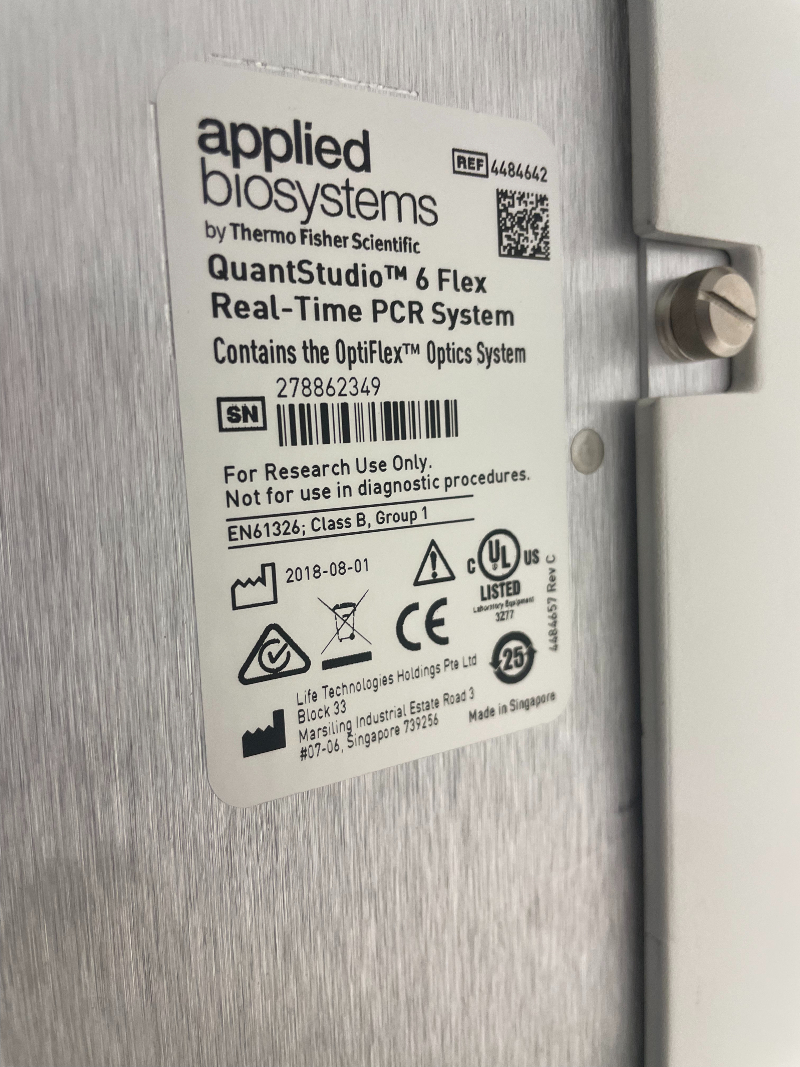 applied
biosystems
by Thermo Fisher Scientific
REF 4484642
QuantStudio™ 6 Flex
Real-Time PCR System
Contains the OptiFlex™ Optics System
SN 278862349
For Research Use Only.
Not for use in diagnostic procedures.
EN61326; Class B, Group 1
2018-08-01
C UL US
LISTED
Laboratory Equipment
3Z77
CE
25
4484657 Rev C
Life Technologies Holdings Pte Ltd
Block 33
Marsiling Industrial Estate Road 3
#07-06, Singapore 739256
Made in Singapore